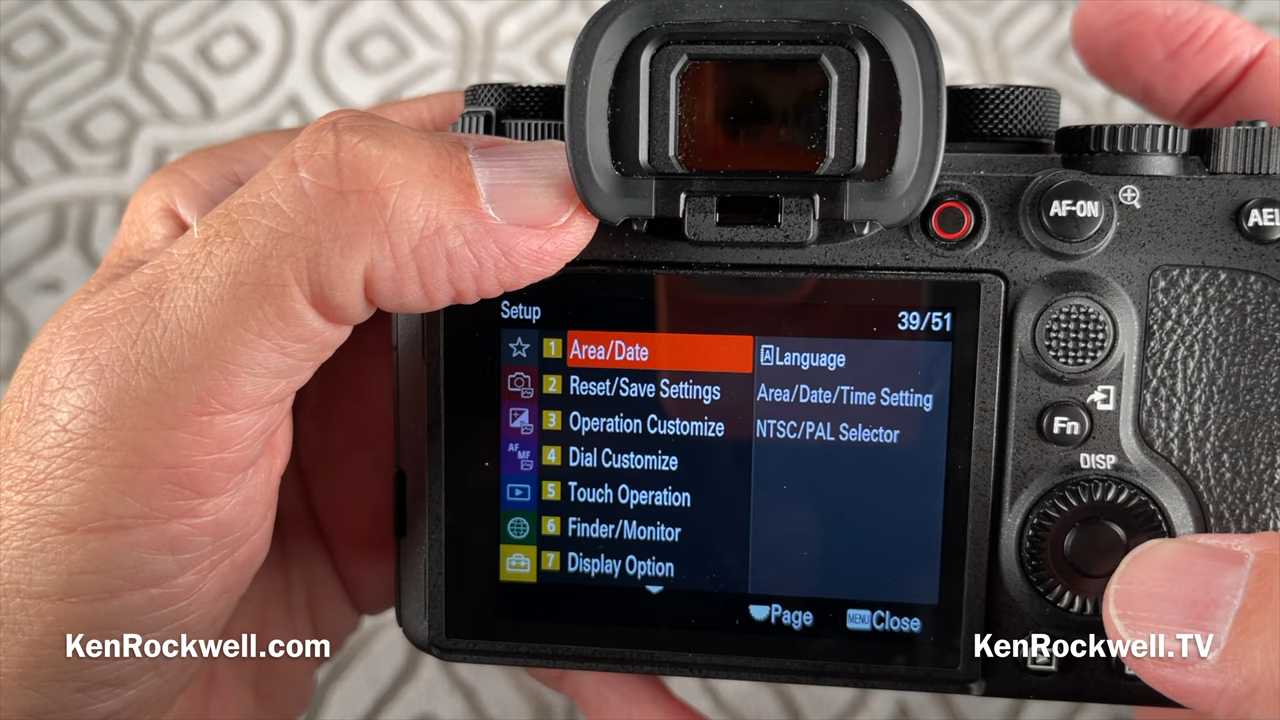 AF-ON
AEL
Setup
39/51
1 Area/Date
2 Reset/Save Settings
3 Operation Customize
4 Dial Customize
5 Touch Operation
6 Finder/Monitor
7 Display Option
AF
MF
A Language
Area/Date/Time Setting
NTSC/PAL Selector
Page
MENU Close
Fn
DISP
KenRockwell.com
KenRockwell.TV